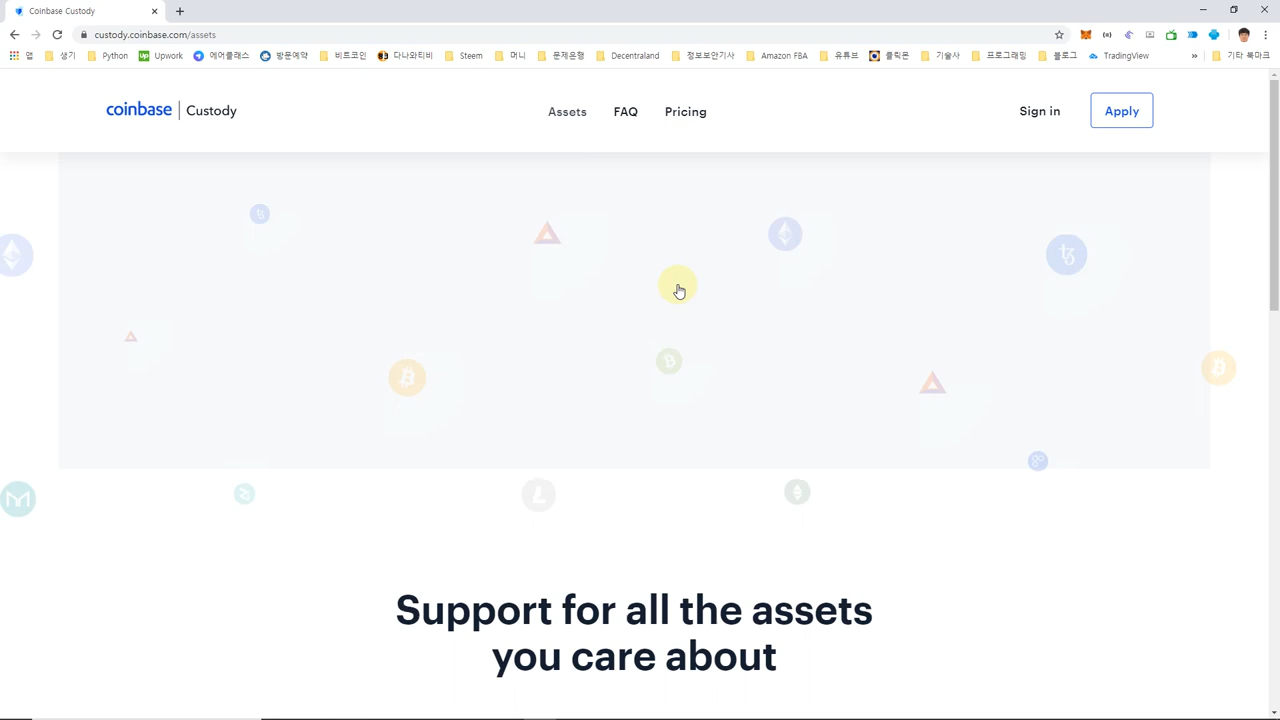 Coinbase Custody
custody.coinbase.com/assets
앱 생기 Python Up Upwork 에어클래스 방문예약 비트코인 다나와티비 Steem 머니 문제은행 Decentraland 정보보안기사 Amazon FBA 유튜브 클릭몬 기술사 프로그래밍 블로그 TradingView » 기타 북마크
coinbase | Custody Assets FAQ Pricing Sign in Apply
Support for all the assets
you care about